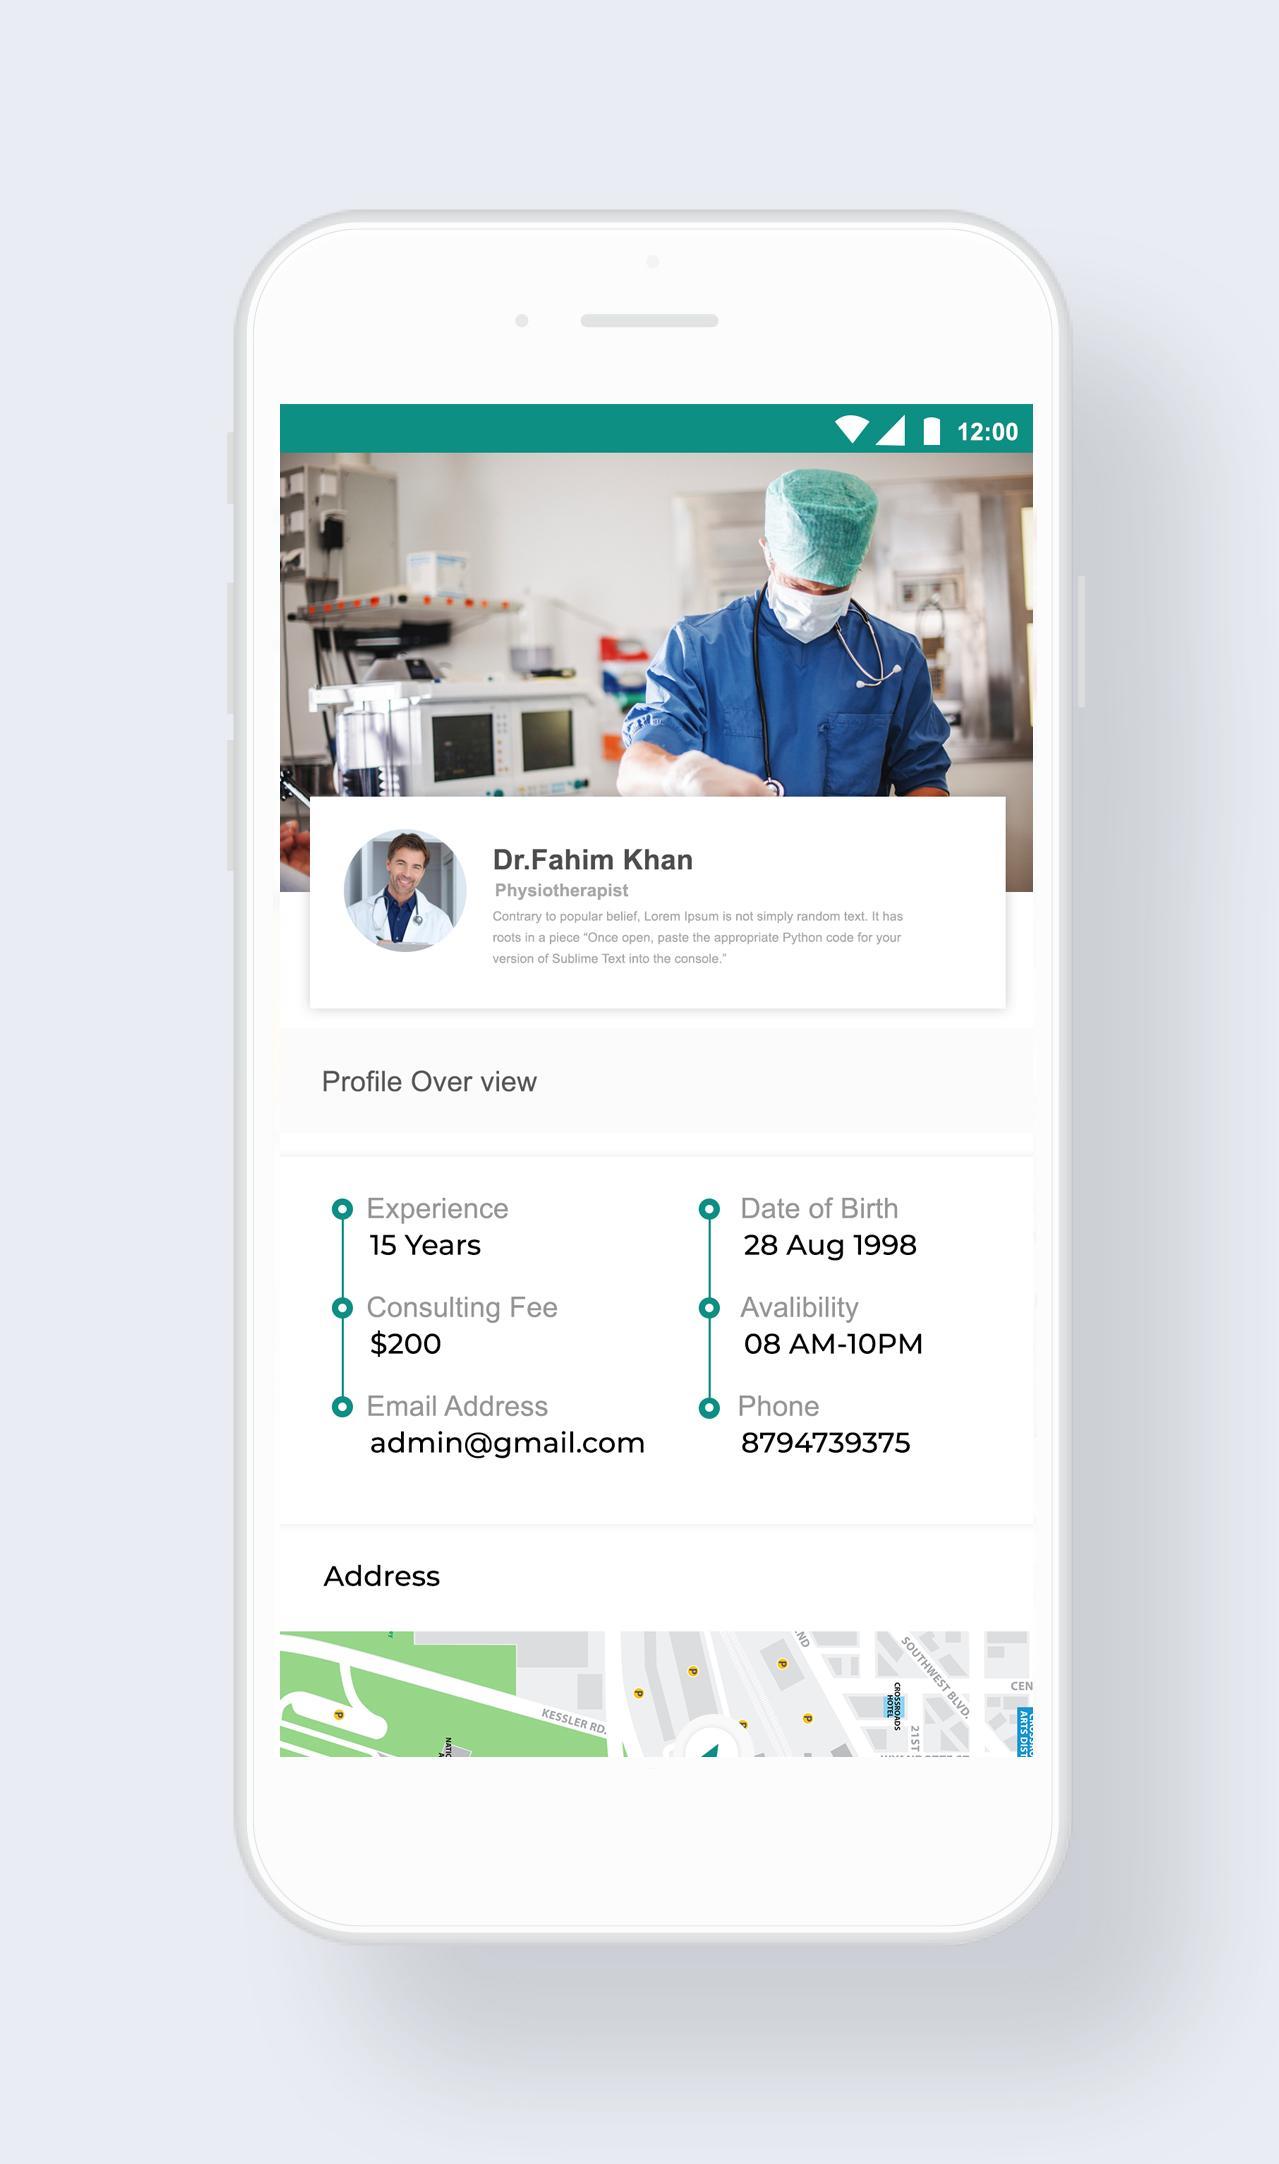 12:00
Dr.Fahim Khan
Physiotherapist
Contrary to popular belief, Lorem Ipsum is not simply random text. It has
roots in a piece “Once open, paste the appropriate Python code for your
version of Sublime Text into the console.”
Profile Over view
Experience
15 Years
Date of Birth
28 Aug 1998
Consulting Fee
$200
Avalibility
08 AM-10PM
Email Address
admin@gmail.com
Phone
8794739375
Address
KESSLER RD.
SOUTHWEST BLVD.
CROSSROADS
HOTEL
21ST
CEN
P
P
P
P
P